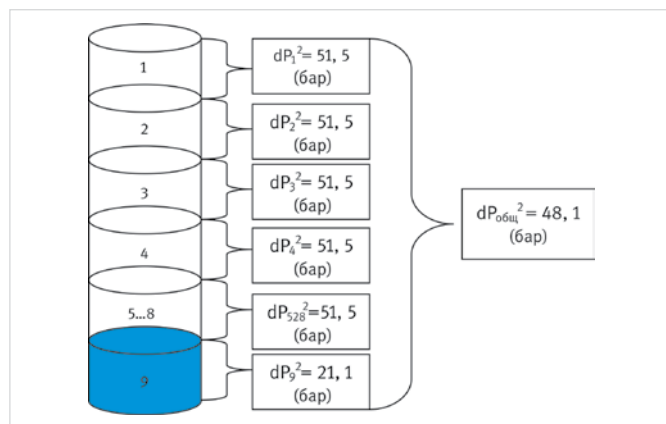 1
dP₁² = 51, 5
(бар)
2
dP₂² = 51, 5
(бар)
3
dP₃² = 51, 5
(бар)
dPобщ² = 48, 1
(бар)
4
dP₄² = 51, 5
(бар)
5...8
dP₅₂₈² =51, 5
(бар)
9
dP₉² = 21, 1
(бар)